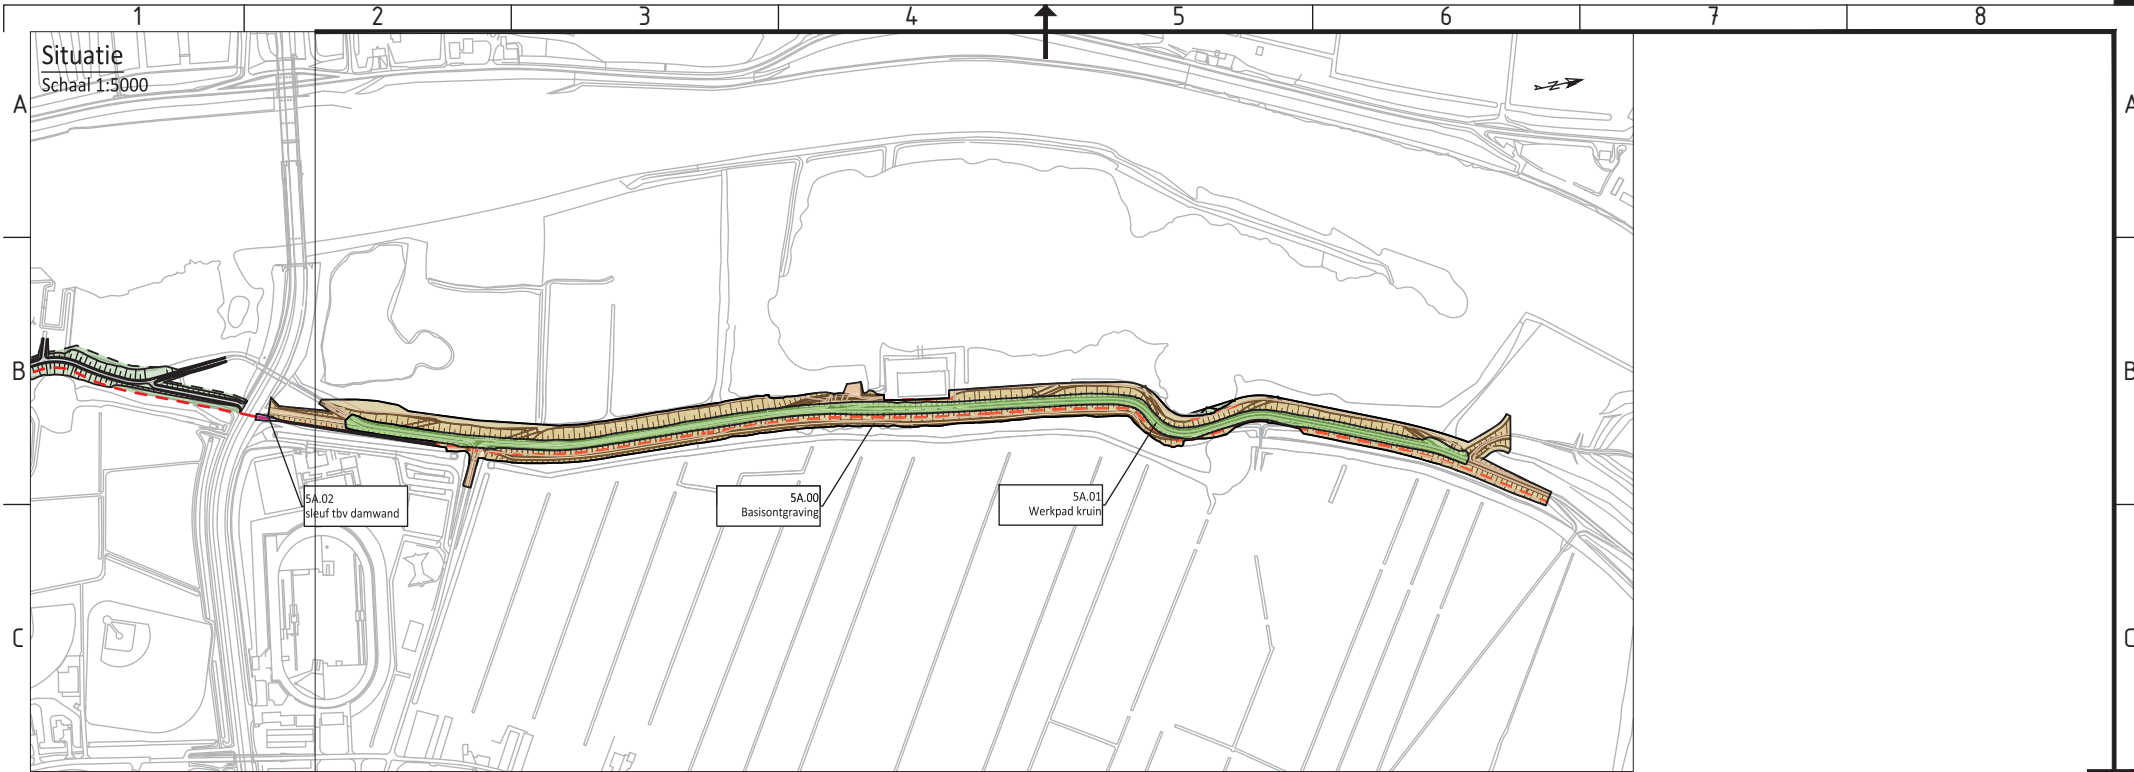 1 2 3 4 5 6 7 8
Situatie
Schaal 1:5000
A A
N
B B
5A.02
sleuf tbv damwand
5A.00
Basisontgraving
5A.01
Werkpad kruin
C C